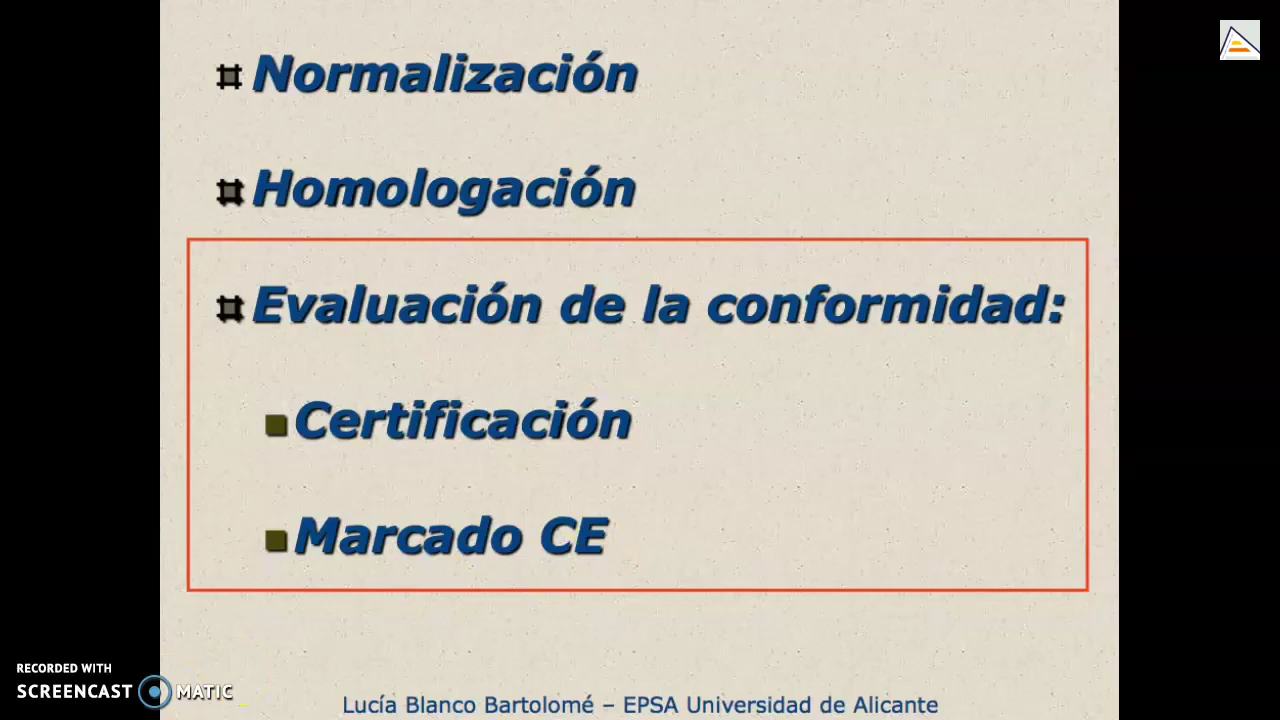 Normalización
Homologación
Evaluación de la conformidad:
Certificación
Marcado CE
RECORDED WITH
SCREENCAST MATIC
Lucía Blanco Bartolomé – EPSA Universidad de Alicante